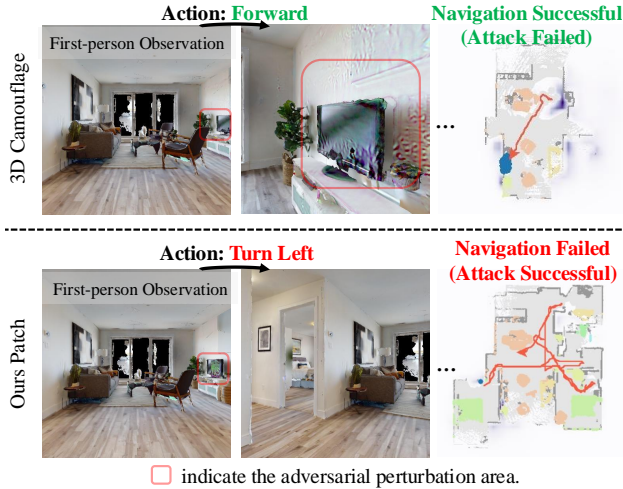 Action: Forward
Navigation Successful
(Attack Failed)
First-person Observation
3D Camouflage
...
Action: Turn Left
Navigation Failed
(Attack Successful)
First-person Observation
Ours Patch
...
indicate the adversarial perturbation area.